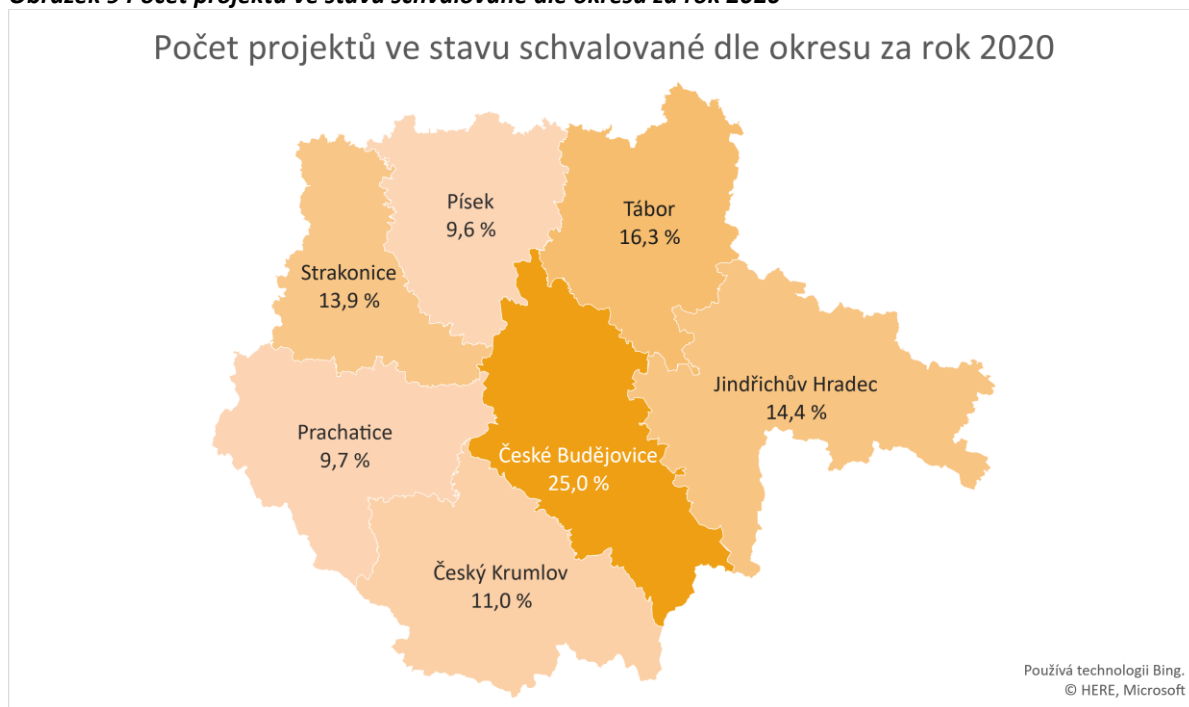 Počet projektů ve stavu schvalované dle okresu za rok 2020
Písek
9,6 %
Tábor
16,3 %
Strakonice
13,9 %
Jindřichův Hradec
14,4 %
Prachatice
9,7 %
České Budějovice
25,0 %
Český Krumlov
11,0 %
Používá technologii Bing.
© HERE, Microsoft